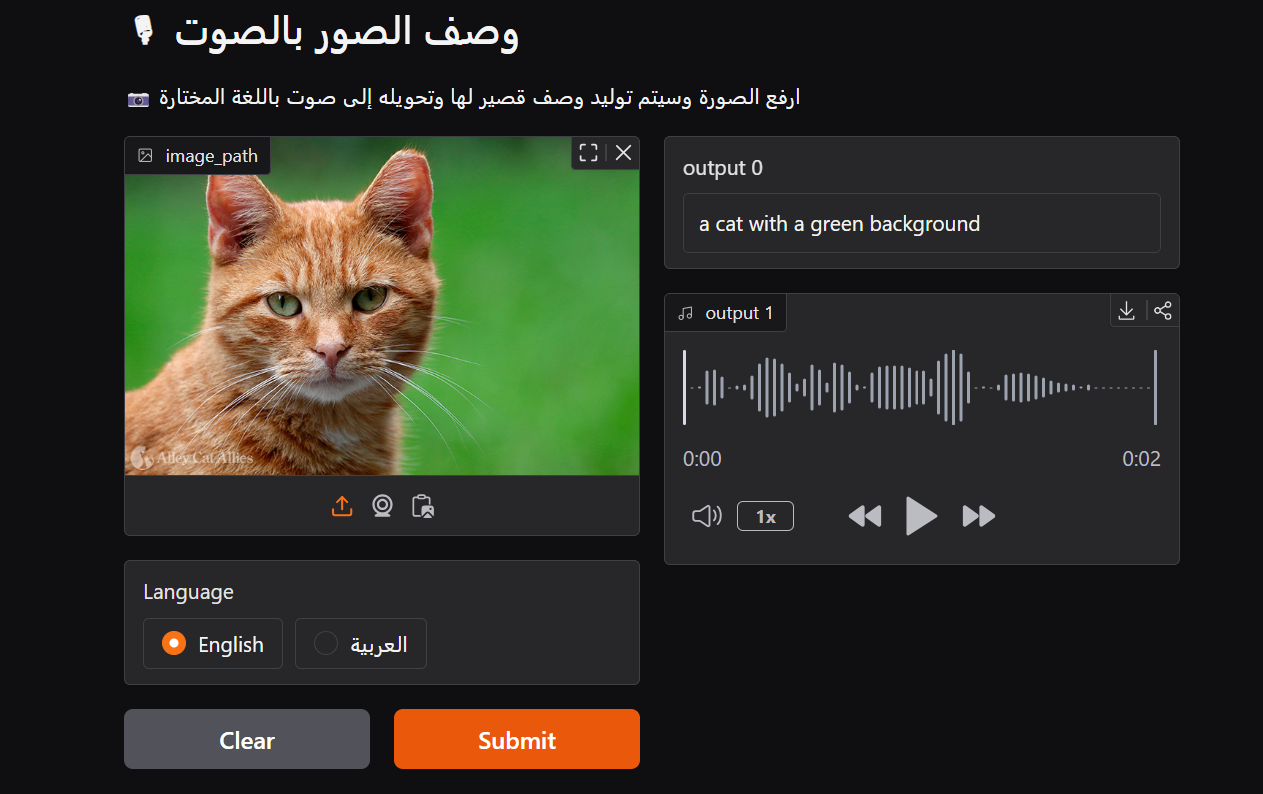 وصف الصور بالصوت
ارفع الصورة وسيتم توليد وصف قصير لها وتحويله إلى صوت باللغة المختارة
image_path
Alley Cat Allies
Language
English
العربية
Clear
Submit
output 0
a cat with a green background
output 1
0:00
0:02
1x